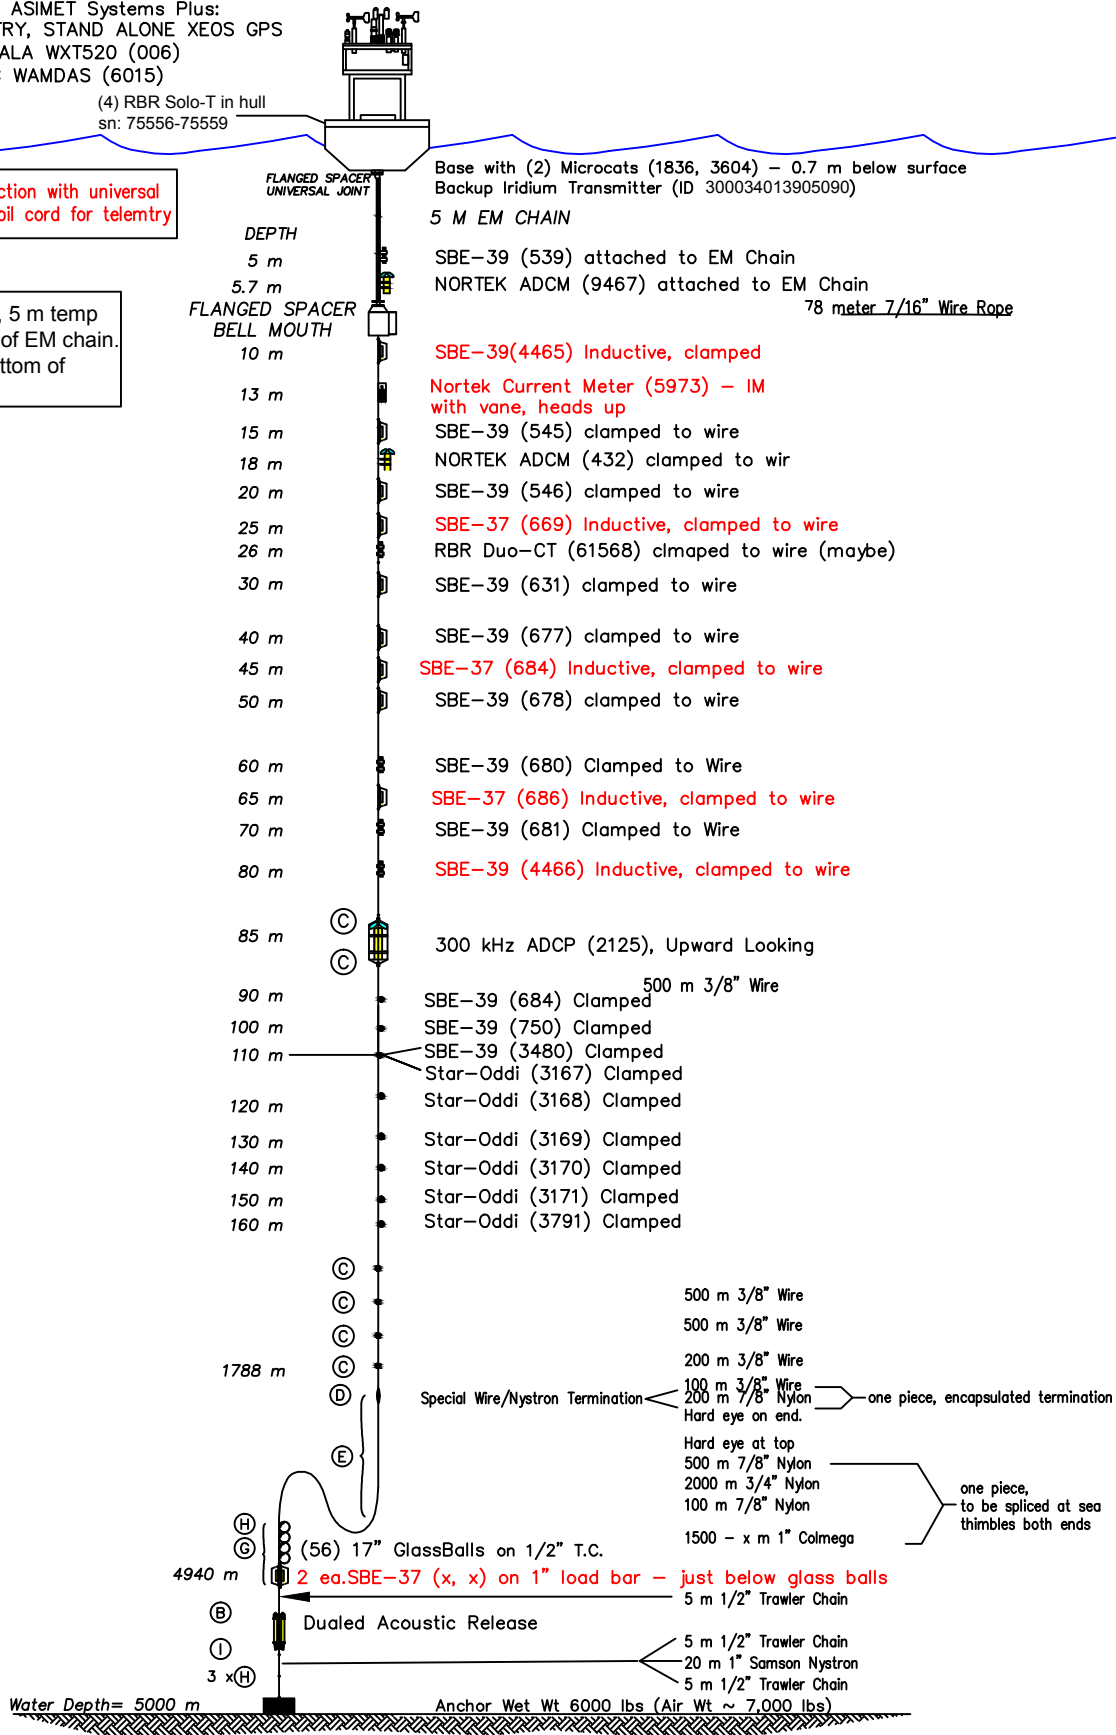 ASIMET Systems Plus:
TRY, STAND ALONE XEOS GPS
ALA WXT520 (006)
WAMDAS (6015)
(4) RBR Solo-T in hull
sn: 75556-75559
ction with universal
oil cord for telemtry
FLANGED SPACER
UNIVERSAL JOINT
Base with (2) Microcats (1836, 3604) – 0.7 m below surface
Backup Iridium Transmitter (ID 300034013905090)
5 M EM CHAIN
DEPTH
5 m SBE–39 (539) attached to EM Chain
5.7 m NORTEK ADCM (9467) attached to EM Chain
78 meter 7/16" Wire Rope
, 5 m temp
of EM chain.
ttom of
FLANGED SPACER
BELL MOUTH
10 m SBE–39(4465) Inductive, clamped
13 m Nortek Current Meter (5973) – IM
with vane, heads up
15 m SBE–39 (545) clamped to wire
18 m NORTEK ADCM (432) clamped to wir
20 m SBE–39 (546) clamped to wire
25 m SBE–37 (669) Inductive, clamped to wire
26 m RBR Duo–CT (61568) clmaped to wire (maybe)
30 m SBE–39 (631) clamped to wire
40 m SBE–39 (677) clamped to wire
45 m SBE–37 (684) Inductive, clamped to wire
50 m SBE–39 (678) clamped to wire
60 m SBE–39 (680) Clamped to Wire
65 m SBE–37 (686) Inductive, clamped to wire
70 m SBE–39 (681) Clamped to Wire
80 m SBE–39 (4466) Inductive, clamped to wire
C
85 m 300 kHz ADCP (2125), Upward Looking
C
500 m 3/8" Wire
90 m SBE–39 (684) Clamped
100 m SBE–39 (750) Clamped
110 m SBE–39 (3480) Clamped
Star–Oddi (3167) Clamped
120 m Star–Oddi (3168) Clamped
130 m Star–Oddi (3169) Clamped
140 m Star–Oddi (3170) Clamped
150 m Star–Oddi (3171) Clamped
160 m Star–Oddi (3791) Clamped
C
C 500 m 3/8" Wire
C 500 m 3/8" Wire
C 200 m 3/8" Wire
1788 m
D Special Wire/Nystron Termination
100 m 3/8" Wire
200 m 7/8" Nylon
Hard eye on end.
one piece, encapsulated termination
E
Hard eye at top
500 m 7/8" Nylon
2000 m 3/4" Nylon
100 m 7/8" Nylon
1500 – x m 1" Colmega
one piece,
to be spliced at sea
thimbles both ends
H
G (56) 17" GlassBalls on 1/2" T.C.
4940 m 2 ea.SBE–37 (x, x) on 1" load bar – just below glass balls
5 m 1/2" Trawler Chain
B Dualed Acoustic Release
I
5 m 1/2" Trawler Chain
20 m 1" Samson Nystron
5 m 1/2" Trawler Chain
3 x H
Water Depth= 5000 m Anchor Wet Wt 6000 lbs (Air Wt ~ 7,000 lbs)